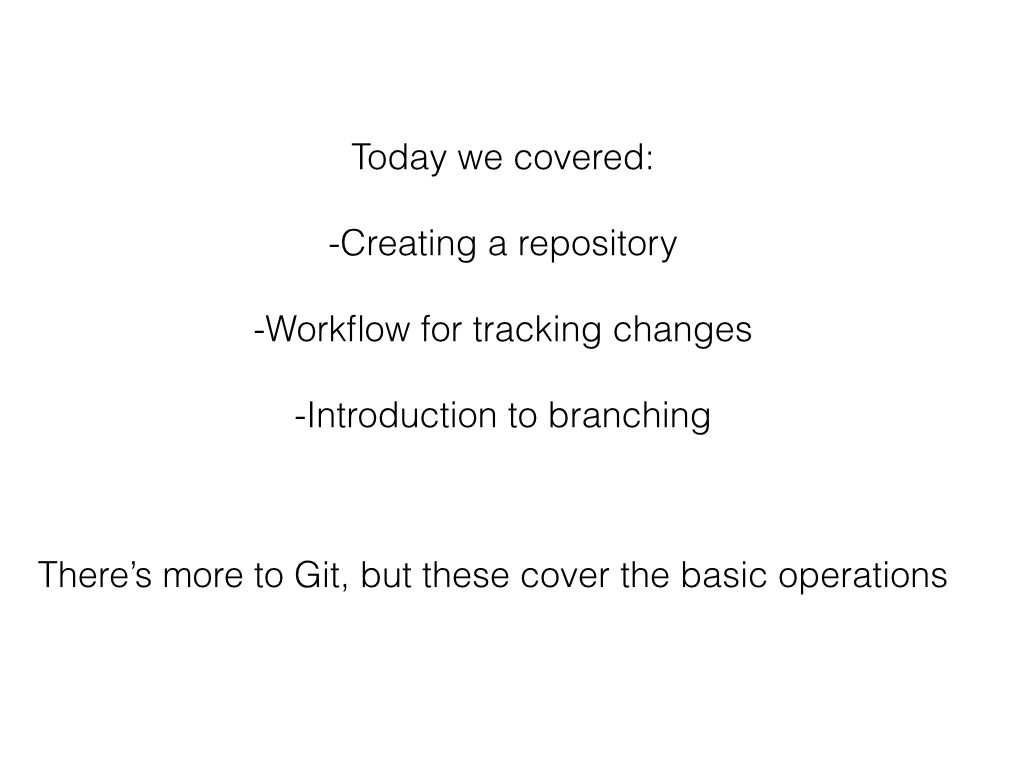 Today we covered:
-Creating a repository
-Workflow for tracking changes
-Introduction to branching
There’s more to Git, but these cover the basic operations